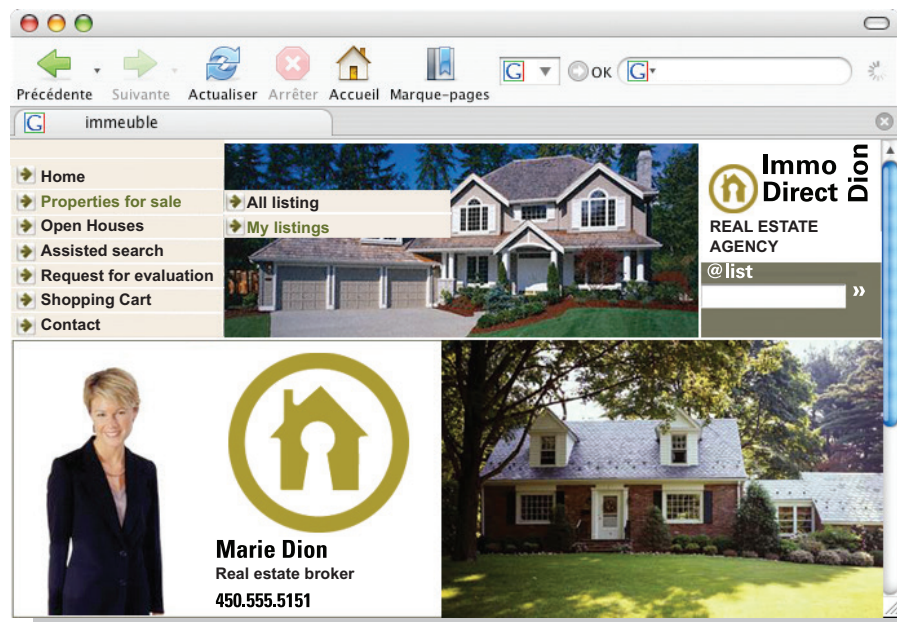 Précédente Suivante Actualiser Arrêter Accueil Marque-pages
G G OK
G immeuble
Home
Properties for sale
Open Houses
Assisted search
Request for evaluation
Shopping Cart
Contact
All listing
My listings
Immo
Direct
Dion
REAL ESTATE
AGENCY
@list
»
Marie Dion
Real estate broker
450.555.5151